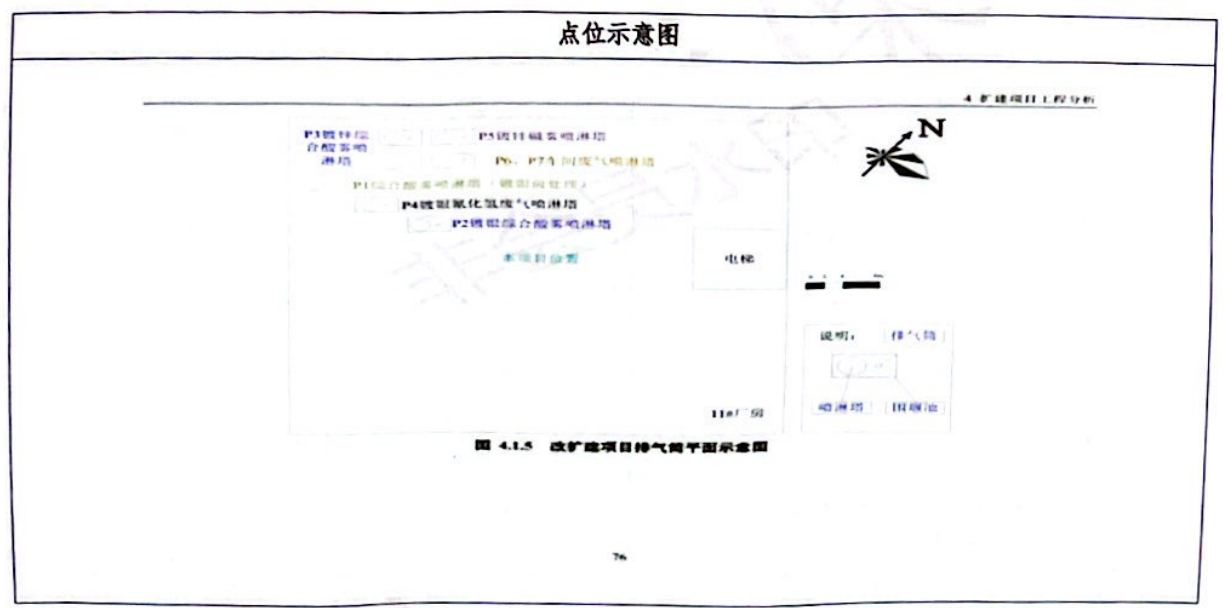 点位示意图
4 扩建项目工程分析
P3镀锌综
合酸雾喷
淋塔
P5镀锌碱雾喷淋塔
P6、P7车间废气喷淋塔
P1综合酸雾喷淋塔(镀银前处理)
P4镀银氰化氢废气喷淋塔
P2镀银综合酸雾喷淋塔
本项目位置
电梯
N
说明:
排气筒
喷淋塔
围堰池
11#厂房
图 4.1.5 改扩建项目排气筒平面示意图
76